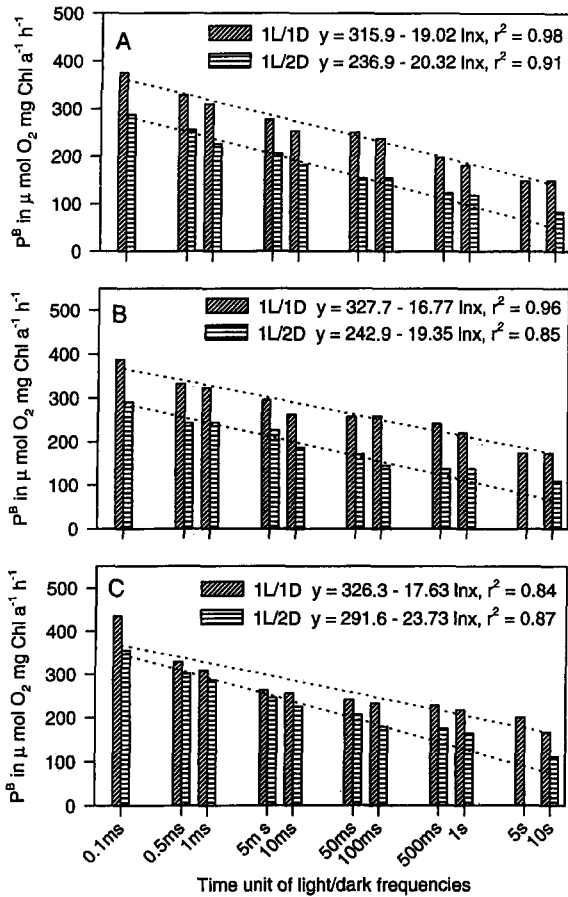 A
1L/1D y = 315.9 - 19.02 lnx, r² = 0.98
1L/2D y = 236.9 - 20.32 lnx, r² = 0.91
500
400
300
200
100
0
P^B in μ mol O₂ mg Chl a⁻¹ h⁻¹
B
1L/1D y = 327.7 - 16.77 lnx, r² = 0.96
1L/2D y = 242.9 - 19.35 lnx, r² = 0.85
500
400
300
200
100
0
P^B in μ mol O₂ mg Chl a⁻¹ h⁻¹
C
1L/1D y = 326.3 - 17.63 lnx, r² = 0.84
1L/2D y = 291.6 - 23.73 lnx, r² = 0.87
500
400
300
200
100
0
P^B in μ mol O₂ mg Chl a⁻¹ h⁻¹
0.1ms
0.5ms
1ms
5ms
10ms
50ms
100ms
500ms
1s
5s
10s
Time unit of light/dark frequencies